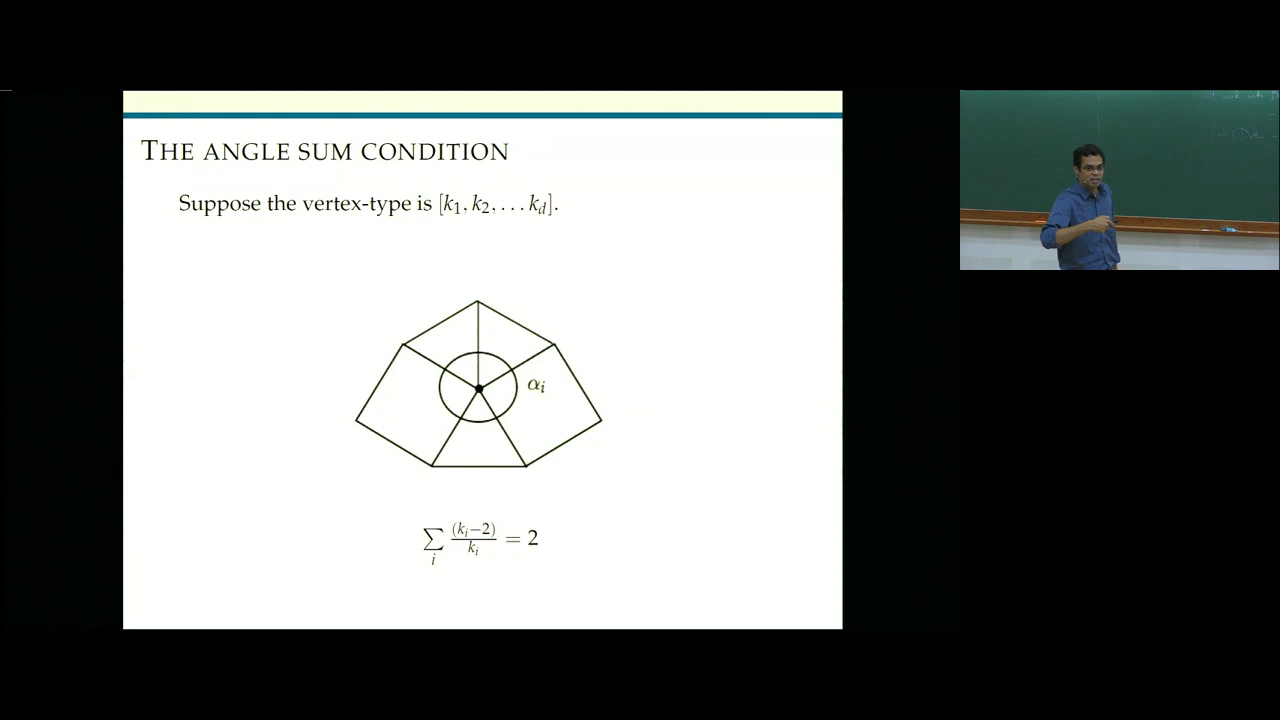 THE ANGLE SUM CONDITION
Suppose the vertex-type is [k₁, k₂, . . . k_d].
α_i
∑_i (k_i−2)/k_i = 2